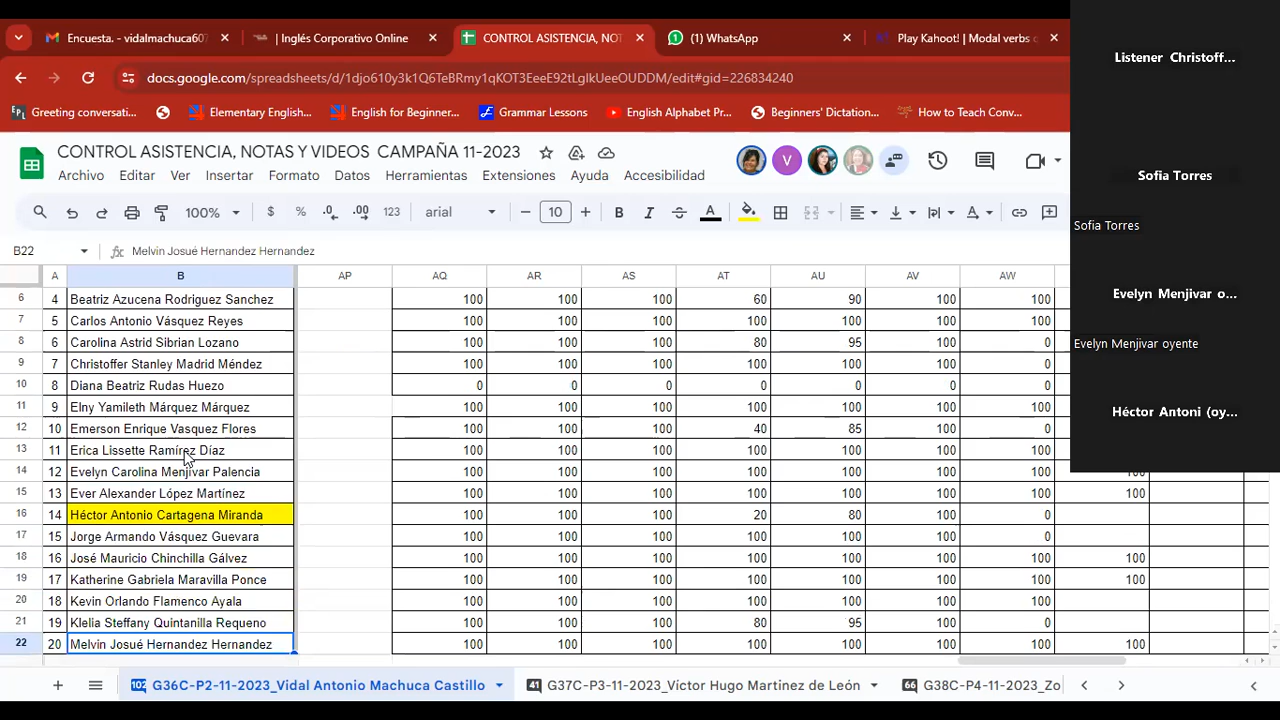 Encuesta. - vidalmachuca607
| Inglés Corporativo Online
CONTROL ASISTENCIA, NOT
(1) WhatsApp
Play Kahoot! | Modal verbs o
docs.google.com/spreadsheets/d/1djo610y3k1Q6TeBRmy1qKOT3EeeE92tLglkUeeOUDDM/edit#gid=226834240
Greeting conversati...
Elementary English...
English for Beginner...
Grammar Lessons
English Alphabet Pr...
Beginners' Dictation...
How to Teach Conv...
CONTROL ASISTENCIA, NOTAS Y VIDEOS CAMPAÑA 11-2023
V
Archivo Editar Ver Insertar Formato Datos Herramientas Extensiones Ayuda Accesibilidad
100% $ % .0 .00 123 arial 10 B I A
B22 fx Melvin Josué Hernandez Hernandez
A B AP AQ AR AS AT AU AV AW
6 4 Beatriz Azucena Rodriguez Sanchez 100 100 100 60 90 100 100
7 5 Carlos Antonio Vásquez Reyes 100 100 100 100 100 100 100
8 6 Carolina Astrid Sibrian Lozano 100 100 100 80 95 100 0
9 7 Christoffer Stanley Madrid Méndez 100 100 100 100 100 100 0
10 8 Diana Beatriz Rudas Huezo 0 0 0 0 0 0 0
11 9 Elny Yamileth Márquez Márquez 100 100 100 100 100 100 100
12 10 Emerson Enrique Vasquez Flores 100 100 100 40 85 100 0
13 11 Erica Lissette Ramírez Díaz 100 100 100 100 100 100 100
14 12 Evelyn Carolina Menjívar Palencia 100 100 100 100 100 100 100 100
15 13 Ever Alexander López Martínez 100 100 100 100 100 100 100 100
16 14 Héctor Antonio Cartagena Miranda 100 100 100 20 80 100 0
17 15 Jorge Armando Vásquez Guevara 100 100 100 100 100 100 0
18 16 José Mauricio Chinchilla Gálvez 100 100 100 100 100 100 100 100
19 17 Katherine Gabriela Maravilla Ponce 100 100 100 100 100 100 100 100
20 18 Kevin Orlando Flamenco Ayala 100 100 100 100 100 100 100
21 19 Klelia Steffany Quintanilla Requeno 100 100 100 80 95 100 0
22 20 Melvin Josué Hernandez Hernandez 100 100 100 100 100 100 100 100
102 G36C-P2-11-2023_Vidal Antonio Machuca Castillo
41 G37C-P3-11-2023_Víctor Hugo Martinez de León
66 G38C-P4-11-2023_Zo
Listener Christoff...
Sofia Torres
Sofia Torres
Evelyn Menjivar o...
Evelyn Menjivar oyente
Héctor Antoni (oy...